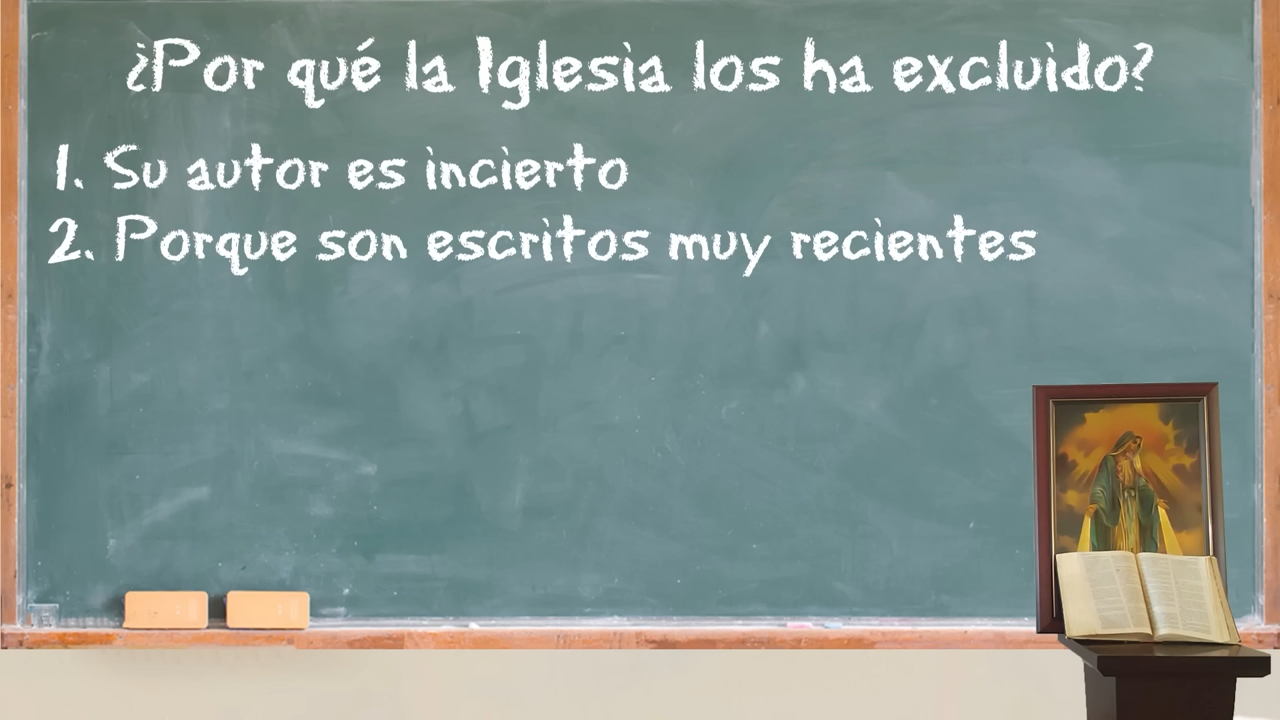 ¿Por qué la Iglesia los ha excluido?
1. Su autor es incierto
2. Porque son escritos muy recientes